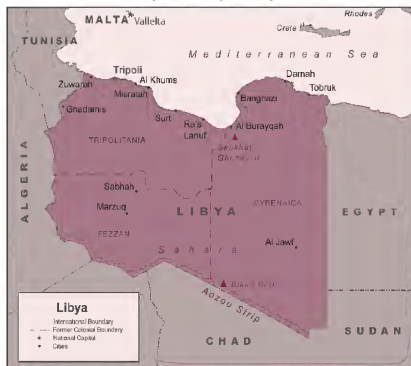 Rhodes
MALTA
Valletta
Crete
TUNISIA
Mediterranean Sea
Tripoli
Zuwarah
Al Khums
Misratah
Darnah
Tobruk
Banghazi
Ghadamis
Surt
Ra's
Lanuf
Al Burayqah
Sabkhat
TRIPOLITANIA
ALGERIA
Sabhah
Marzuq
LIBYA
CYRENAICA
EGYPT
FEZZAN
Sahara
Al Jawf
Aozou Strip
CHAD
SUDAN
Libya
International Boundary
Former Colonial Boundary
National Capital
Cities